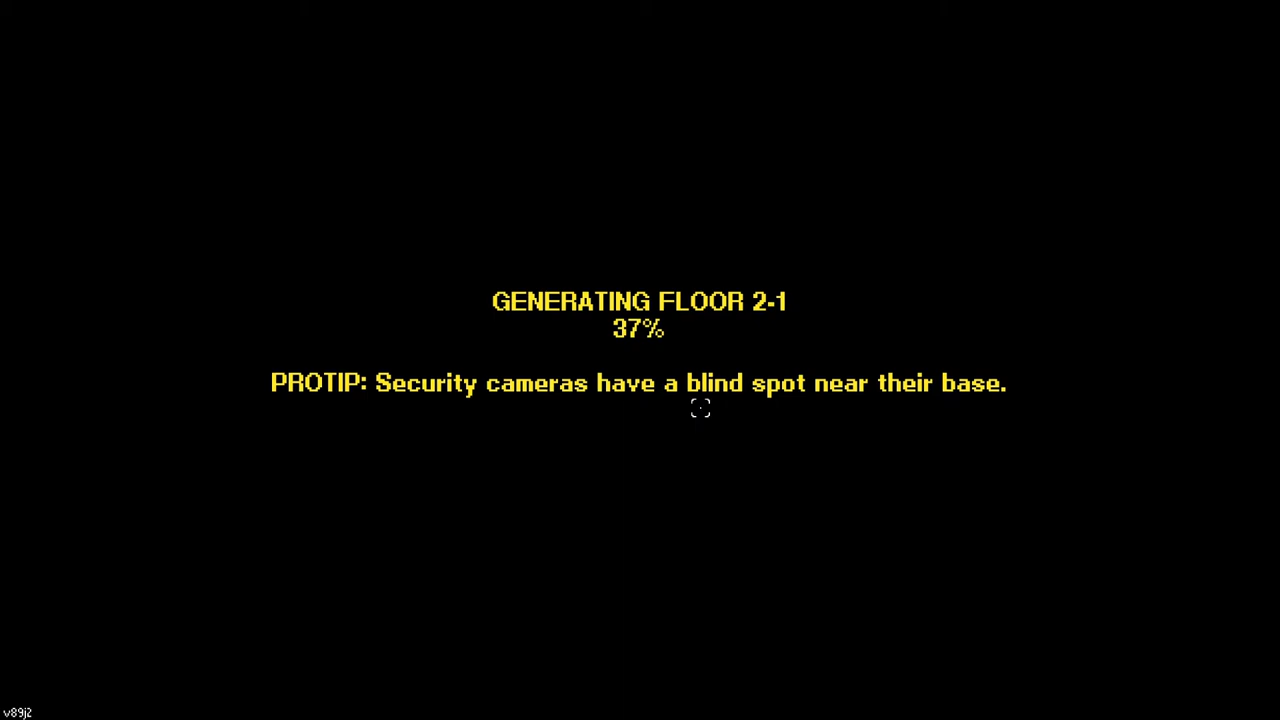 GENERATING FLOOR 2-1
37%
PROTIP: Security cameras have a blind spot near their base.
v89j2